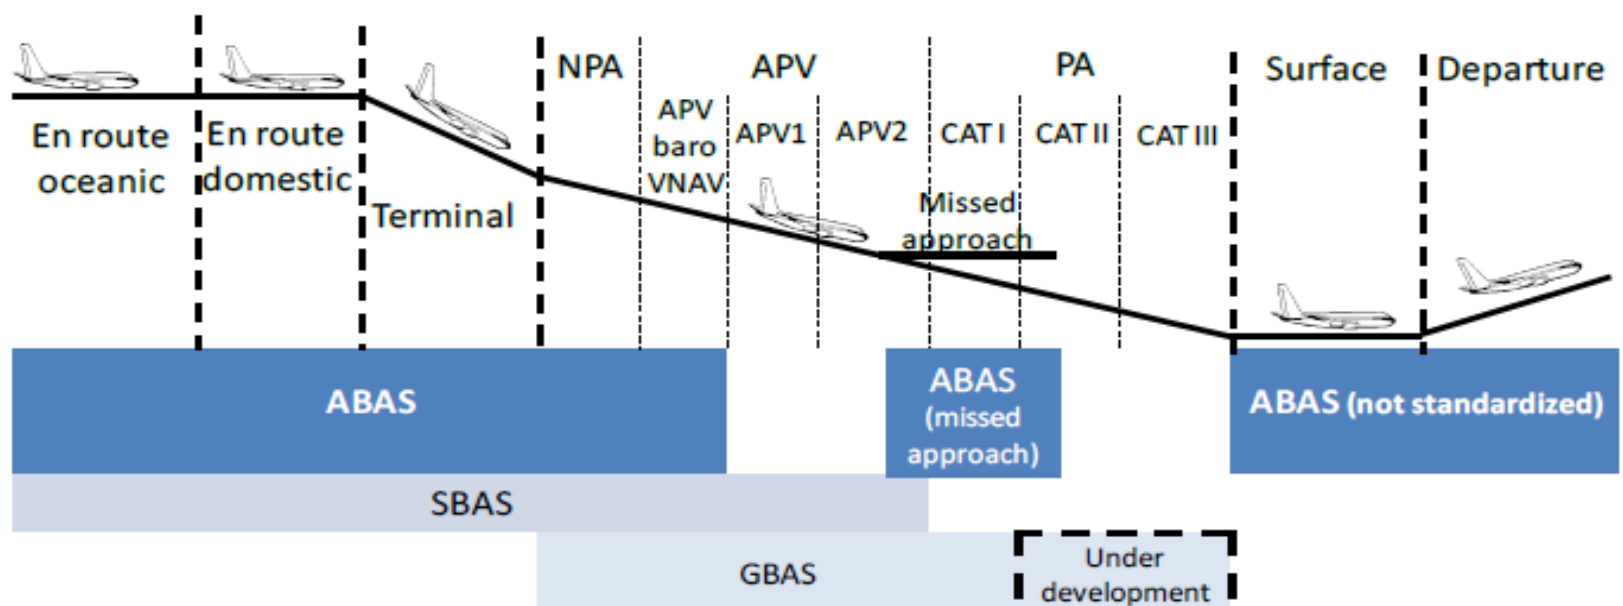 NPA
APV
PA
Surface
Departure
En route
oceanic
En route
domestic
Terminal
APV
baro
VNAV
APV1
APV2
CAT I
CAT II
CAT III
Missed
approach
ABAS
ABAS
(missed
approach)
ABAS (not standardized)
SBAS
GBAS
Under
development